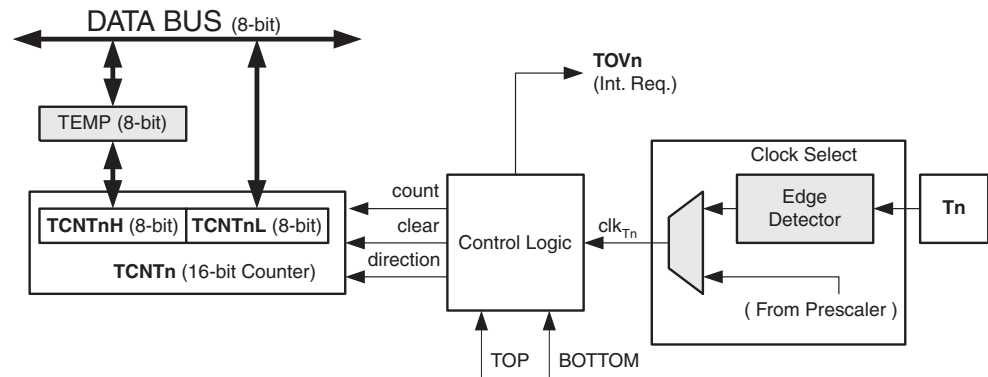 DATA BUS (8-bit)
TOVn
(Int. Req.)
TEMP (8-bit)
Clock Select
count
Edge
Detector
Tn
TCNTnH (8-bit) TCNTnL (8-bit)
clear
Control Logic
clkTn
TCNTn (16-bit Counter)
direction
( From Prescaler )
TOP
BOTTOM